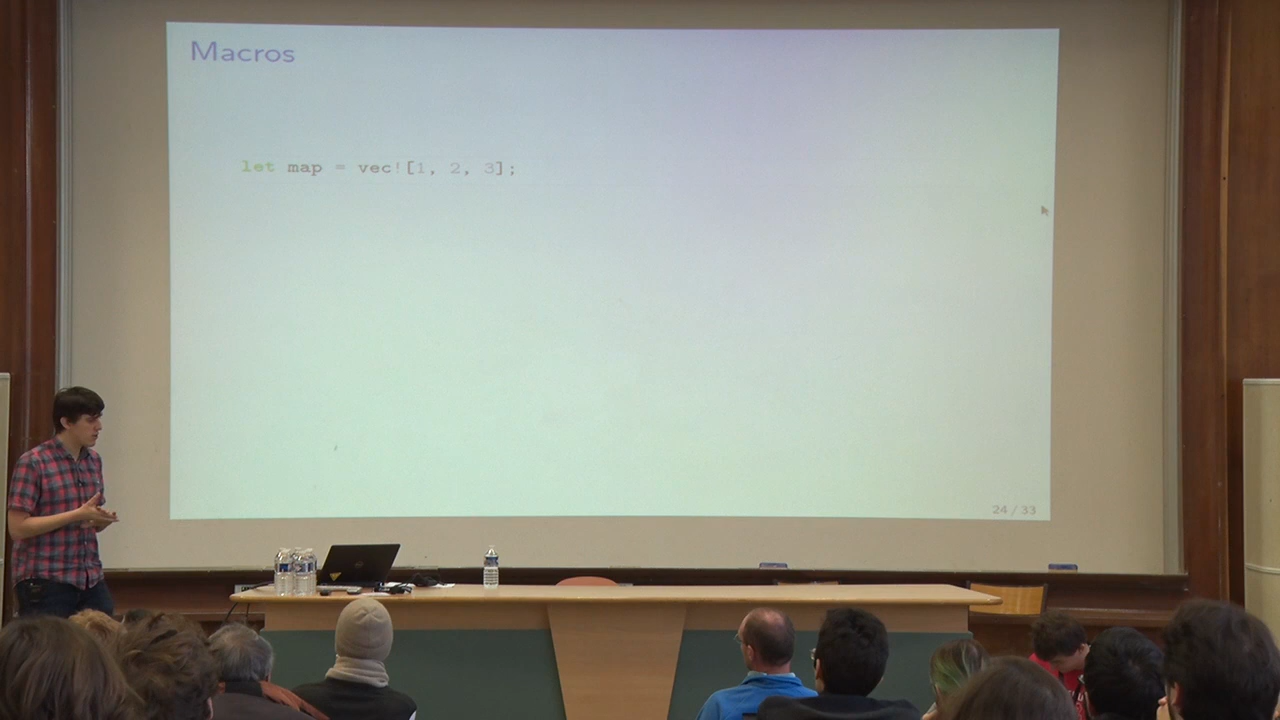 Macros
let map = vec![1, 2, 3];
24 / 33